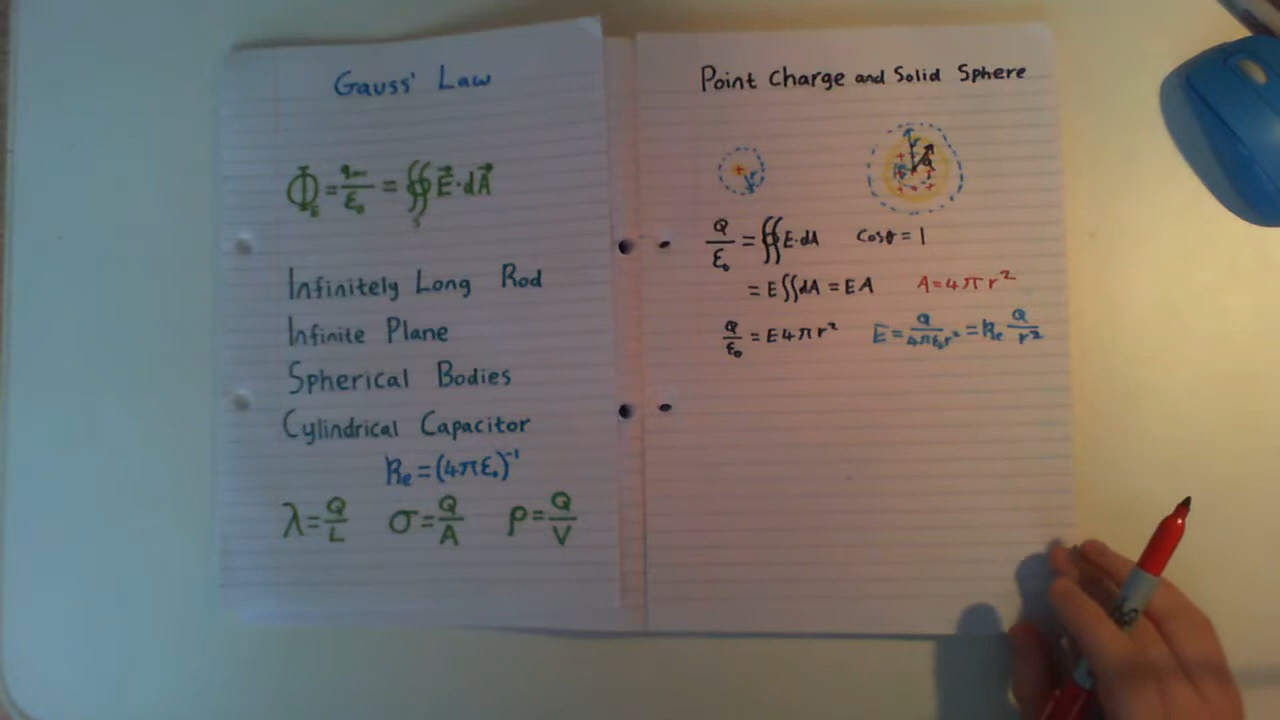 Gauss' Law
Φ_E = q_enc/ε₀ = ∯ E⃗·dA⃗
Infinitely Long Rod
Infinite Plane
Spherical Bodies
Cylindrical Capacitor
k_e = (4πε₀)⁻¹
λ = Q/L σ = Q/A ρ = Q/V
Point Charge and Solid Sphere
Q/ε₀ = ∯ E·dA cosθ = 1
= E∬dA = EA A = 4πr²
Q/ε₀ = E4πr² E = Q/4πε₀r² = k_e Q/r²